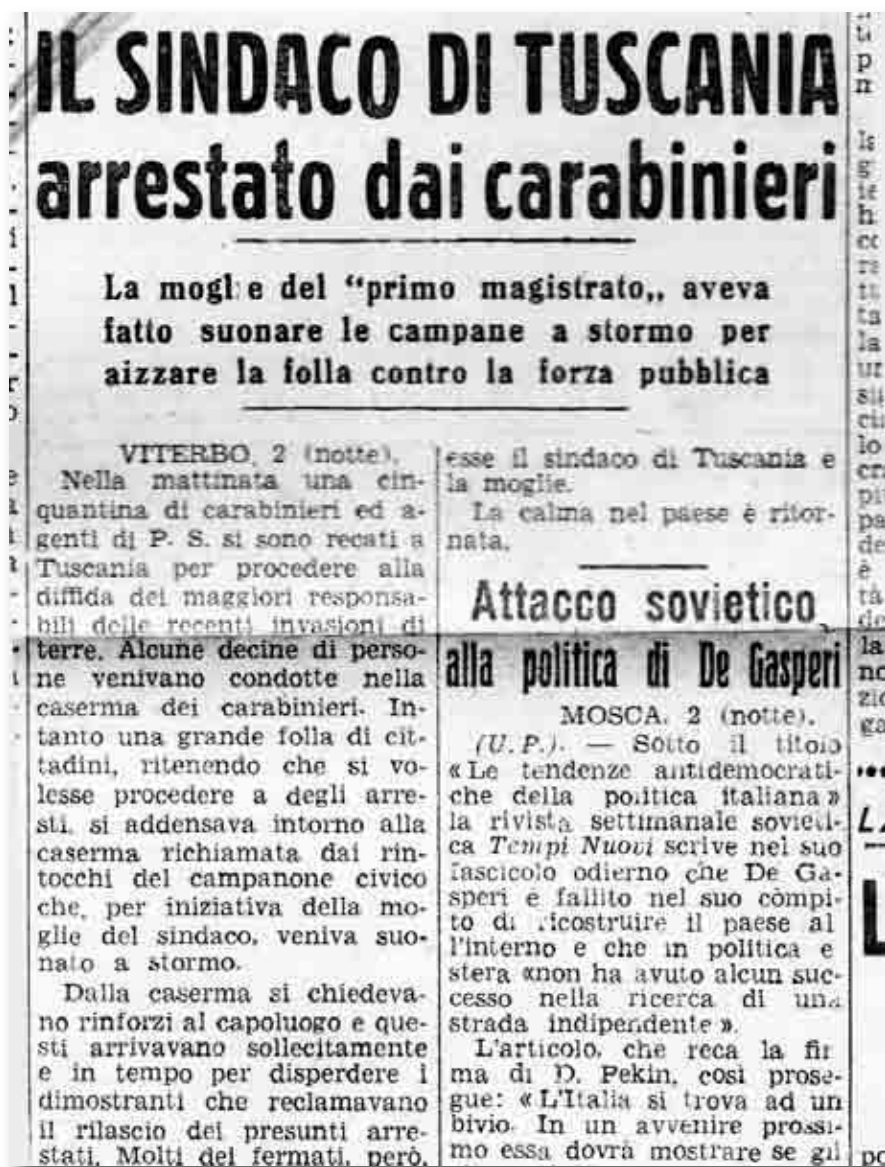 IL SINDACO DI TUSCANIA
arrestato dai carabinieri
La moglie del “primo magistrato„ aveva
fatto suonare le campane a stormo per
aizzare la folla contro la forza pubblica
VITERBO, 2 (notte).
Nella mattinata una cin-
quantina di carabinieri ed a-
genti di P. S. si sono recati a
Tuscania per procedere alla
diffida dei maggiori responsa-
bili delle recenti invasioni di
terre. Alcune decine di perso-
ne venivano condotte nella
caserma dei carabinieri. In-
tanto una grande folla di cit-
tadini, ritenendo che si vo-
lesse procedere a degli arre-
sti, si addensava intorno alla
caserma richiamata dai rin-
tocchi del campanone civico
che, per iniziativa della mo-
glie del sindaco, veniva suo-
nato a stormo.
Dalla caserma si chiedeva-
no rinforzi al capoluogo e que-
sti arrivavano sollecitamente
e in tempo per disperdere i
dimostranti che reclamavano
il rilascio dei presunti arre-
stati. Molti dei fermati, però,
esse il sindaco di Tuscania e
la moglie.
La calma nel paese è ritor-
nata.
Attacco sovietico
alla politica di De Gasperi
MOSCA, 2 (notte).
(U. P.). — Sotto il titolo
« Le tendenze antidemocrati-
che della politica italiana »
la rivista settimanale sovieti-
ca Tempi Nuovi scrive nel suo
fascicolo odierno che De Ga-
speri è fallito nel suo còmpi-
to di ricostruire il paese al
l'interno e che in politica e
stera «non ha avuto alcun suc-
cesso nella ricerca di una
strada indipendente ».
L'articolo, che reca la fir
ma di D. Pekin, così prose-
gue: « L'Italia si trova ad un
bivio. In un avvenire prossi-
mo essa dovrà mostrare se gli